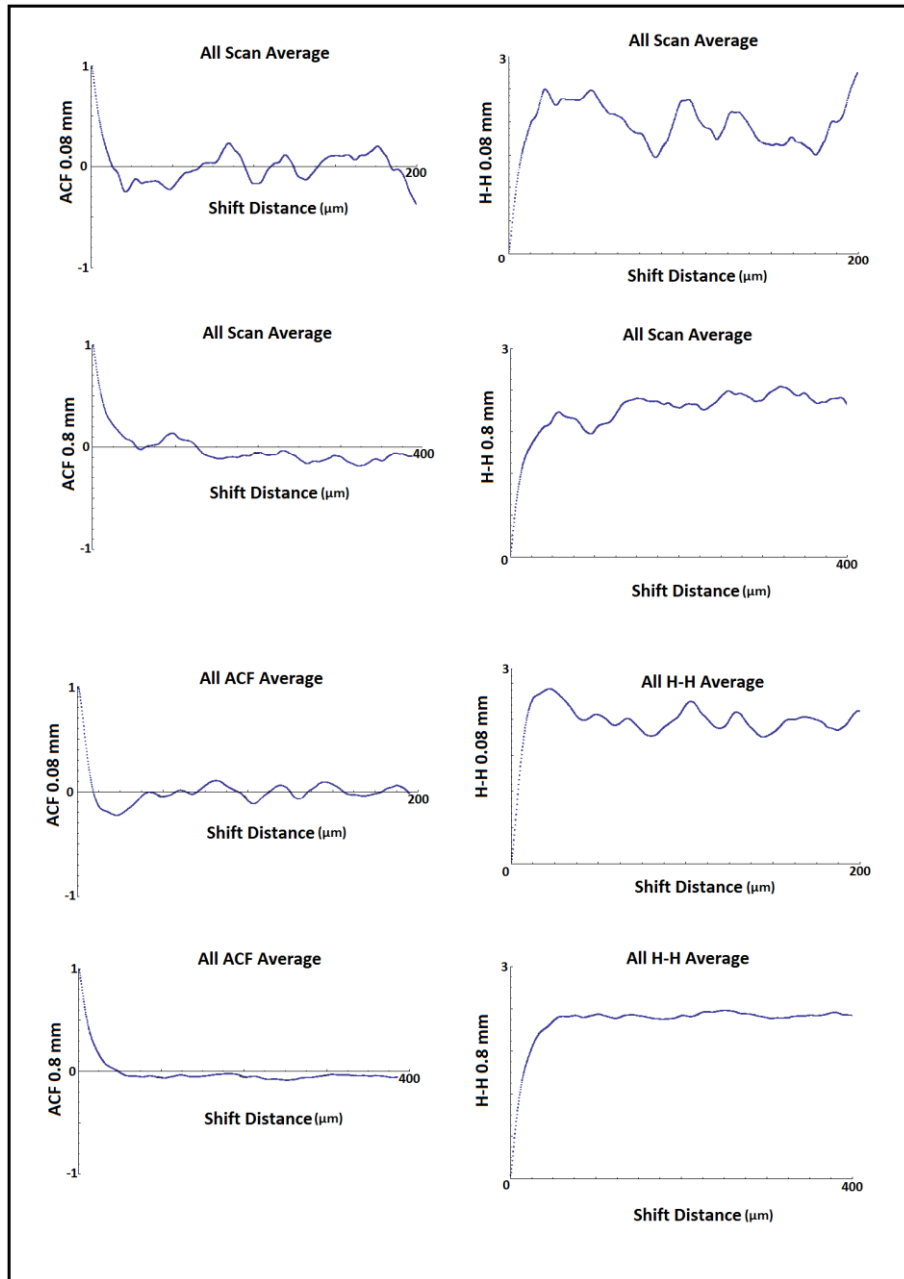 All Scan Average
1
ACF 0.08 mm
0
200
Shift Distance (μm)
-1
All Scan Average
3
H-H 0.08 mm
0
200
Shift Distance (μm)
All Scan Average
1
ACF 0.8 mm
0
400
Shift Distance (μm)
-1
All Scan Average
3
H-H 0.8 mm
0
400
Shift Distance (μm)
All ACF Average
1
ACF 0.08 mm
0
200
Shift Distance (μm)
-1
All H-H Average
3
H-H 0.08 mm
0
200
Shift Distance (μm)
All ACF Average
1
ACF 0.8 mm
0
400
Shift Distance (μm)
-1
All H-H Average
3
H-H 0.8 mm
0
400
Shift Distance (μm)